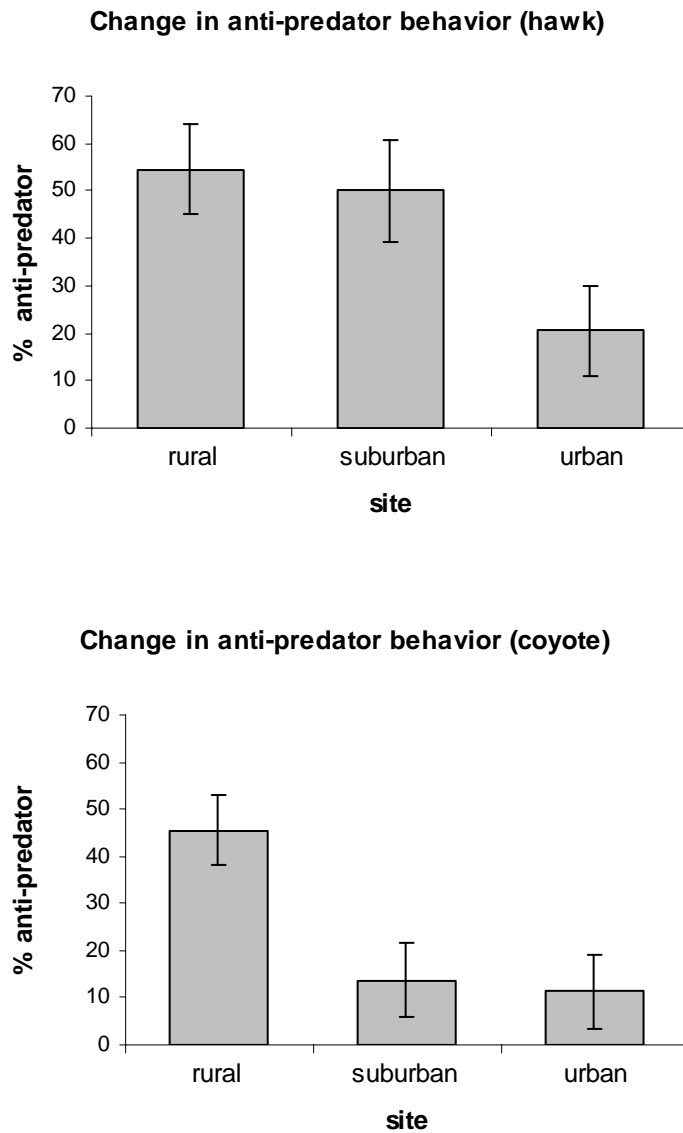 Change in anti-predator behavior (hawk)
70
60
50
40
30
20
10
0
% anti-predator
rural suburban urban
site
Change in anti-predator behavior (coyote)
70
60
50
40
30
20
10
0
% anti-predator
rural suburban urban
site